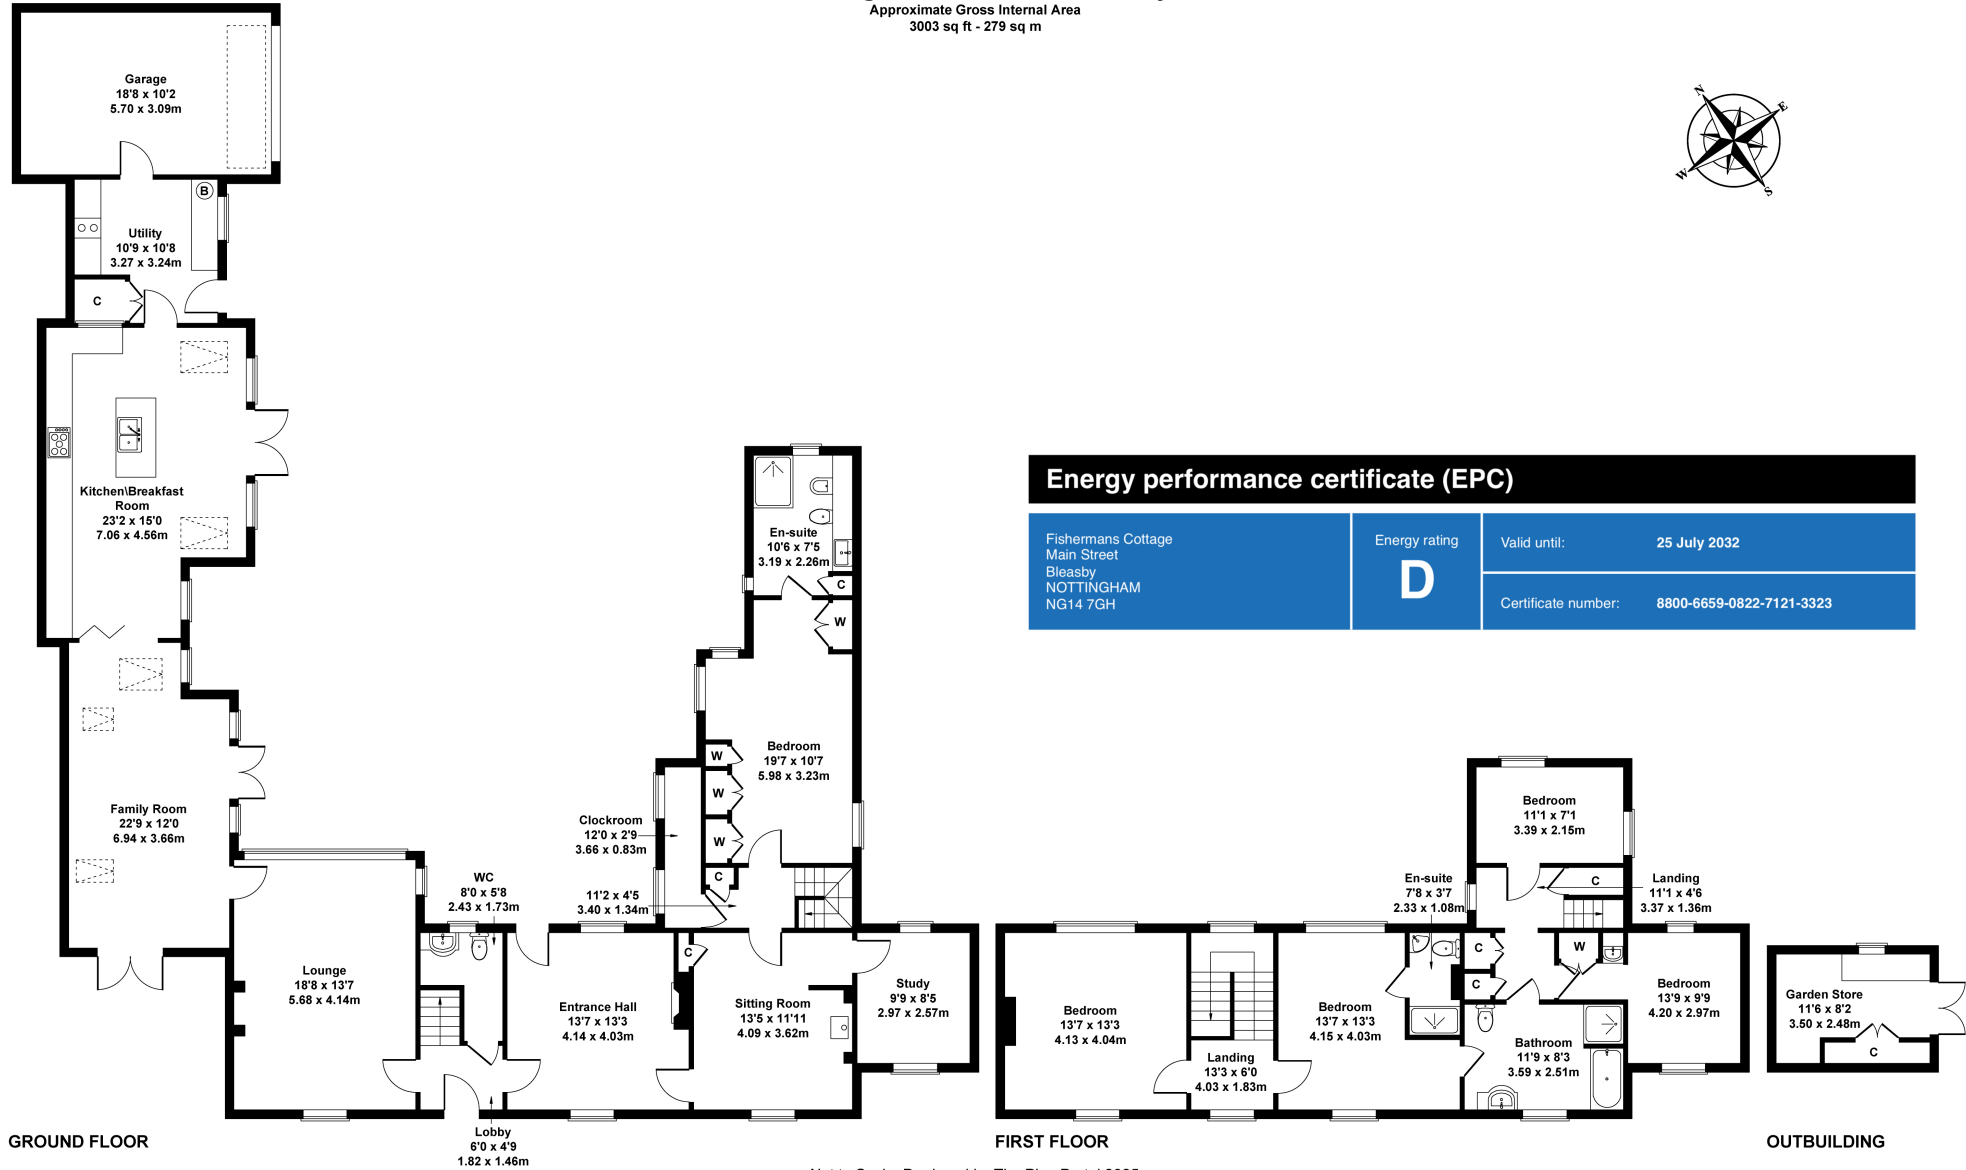 Approximate Gross Internal Area
3003 sq ft - 279 sq m
Garage
18'8 x 10'2
5.70 x 3.09m
N
E
W
S
B
Utility
10'9 x 10'8
3.27 x 3.24m
C
Kitchen\Breakfast
Room
23'2 x 15'0
7.06 x 4.56m
En-suite
10'6 x 7'5
3.19 x 2.26m
C
W
Energy performance certificate (EPC)
Fishermans Cottage
Main Street
Bleasby
NOTTINGHAM
NG14 7GH
Energy rating
D
Valid until: 25 July 2032
Certificate number: 8800-6659-0822-7121-3323
Bedroom
19'7 x 10'7
5.98 x 3.23m
W
W
W
Family Room
22'9 x 12'0
6.94 x 3.66m
Clockroom
12'0 x 2'9
3.66 x 0.83m
C
WC
8'0 x 5'8
2.43 x 1.73m
11'2 x 4'5
3.40 x 1.34m
Lounge
18'8 x 13'7
5.68 x 4.14m
Entrance Hall
13'7 x 13'3
4.14 x 4.03m
C
Sitting Room
13'5 x 11'11
4.09 x 3.62m
Study
9'9 x 8'5
2.97 x 2.57m
Lobby
6'0 x 4'9
1.82 x 1.46m
GROUND FLOOR
Bedroom
11'1 x 7'1
3.39 x 2.15m
C
Landing
11'1 x 4'6
3.37 x 1.36m
En-suite
7'8 x 3'7
2.33 x 1.08m
C
C
W
Bedroom
13'7 x 13'3
4.13 x 4.04m
Landing
13'3 x 6'0
4.03 x 1.83m
Bedroom
13'7 x 13'3
4.15 x 4.03m
Bathroom
11'9 x 8'3
3.59 x 2.51m
Bedroom
13'9 x 9'9
4.20 x 2.97m
FIRST FLOOR
Garden Store
11'6 x 8'2
3.50 x 2.48m
C
OUTBUILDING